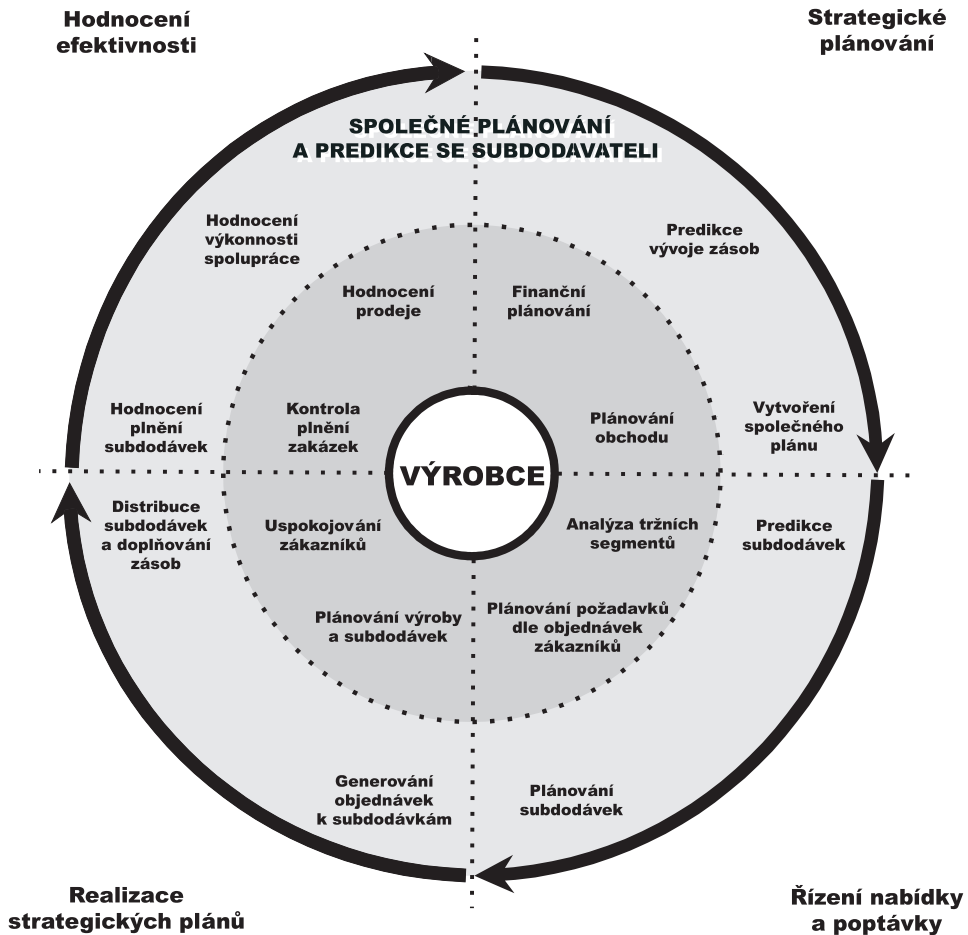 Hodnocení
efektivnosti
Strategické
plánování
SPOLEČNÉ PLÁNOVÁNÍ
A PREDIKCE SE SUBDODAVATELI
Hodnocení
výkonnosti
spolupráce
Predikce
vývoje zásob
Hodnocení
prodeje
Finanční
plánování
Hodnocení
plnění
subdodávek
Kontrola
plnění
zakázek
Plánování
obchodu
Vytvoření
společného
plánu
VÝROBCE
Distribuce
subdodávek
a doplňování
zásob
Uspokojování
zákazníků
Analýza tržních
segmentů
Predikce
subdodávek
Plánování výroby
a subdodávek
Plánování požadavků
dle objednávek
zákazníků
Generování
objednávek
k subdodávkám
Plánování
subdodávek
Realizace
strategických plánů
Řízení nabídky
a poptávky